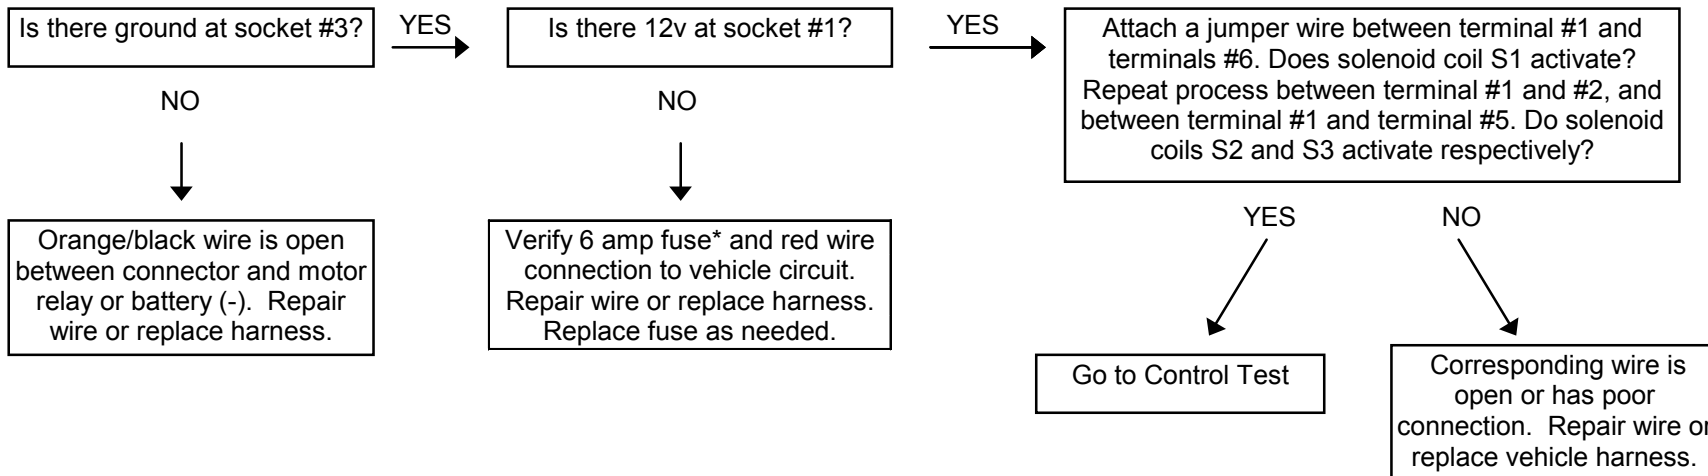 Is there ground at socket #3?
YES
Is there 12v at socket #1?
YES
Attach a jumper wire between terminal #1 and
terminals #6. Does solenoid coil S1 activate?
Repeat process between terminal #1 and #2, and
between terminal #1 and terminal #5. Do solenoid
coils S2 and S3 activate respectively?
NO
NO
YES
NO
Orange/black wire is open
between connector and motor
relay or battery (-). Repair
wire or replace harness.
Verify 6 amp fuse* and red wire
connection to vehicle circuit.
Repair wire or replace harness.
Replace fuse as needed.
Go to Control Test
Corresponding wire is
open or has poor
connection. Repair wire or
replace vehicle harness.